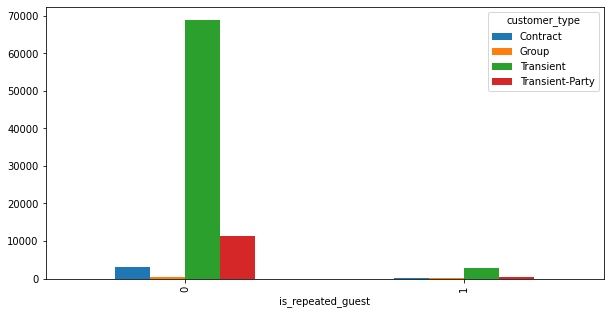 70000
60000
50000
40000
30000
20000
10000
0
customer_type
Contract
Group
Transient
Transient-Party
0
1
is_repeated_guest